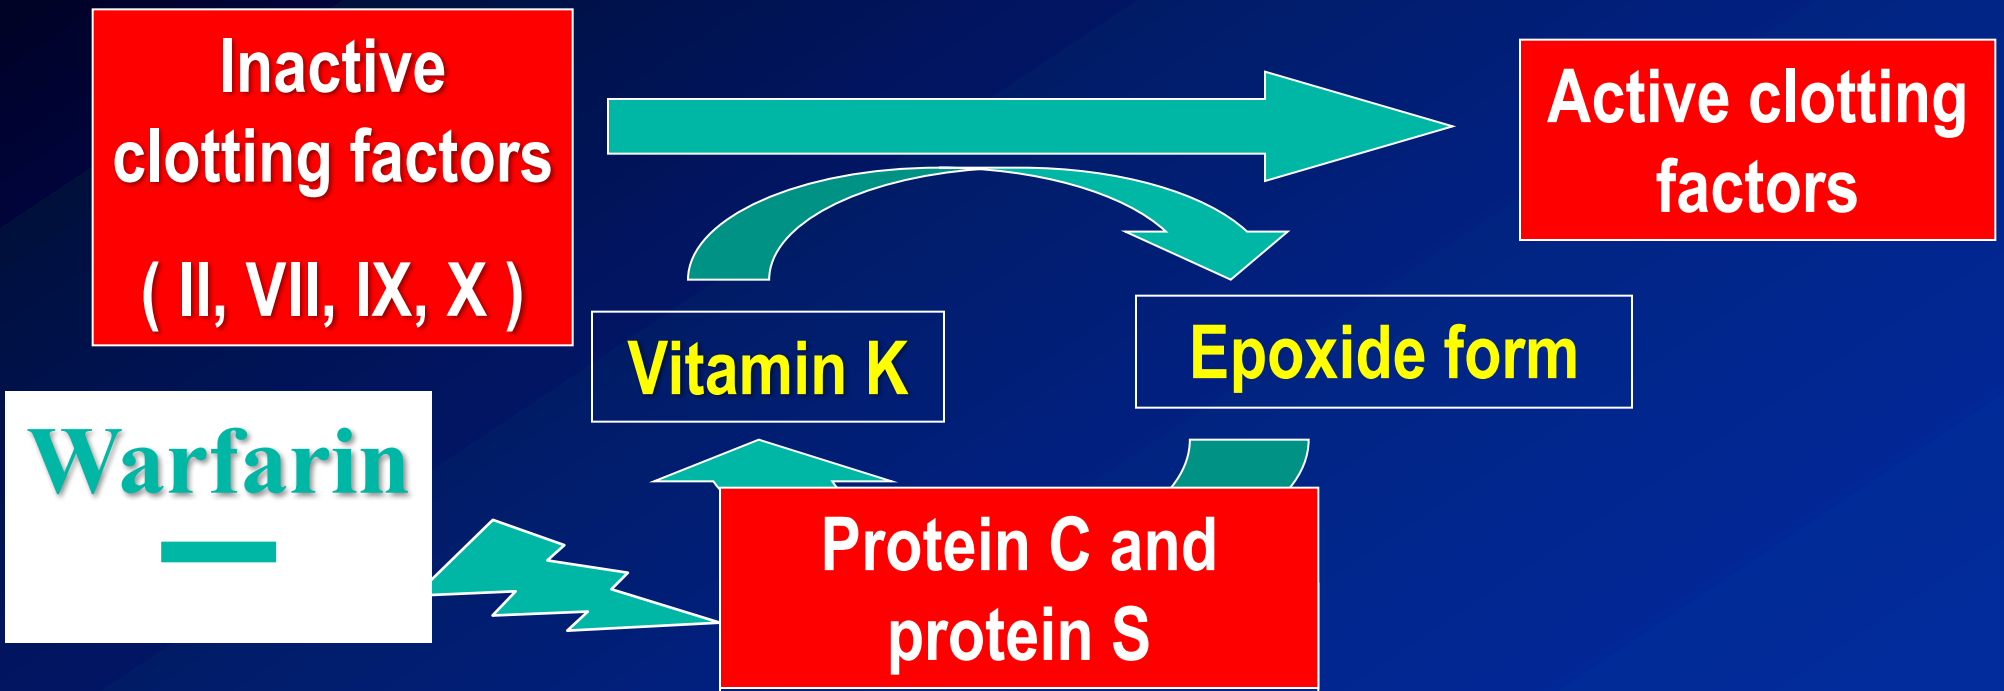 Inactive
clotting factors
( II, VII, IX, X )
Active clotting
factors
Vitamin K
Epoxide form
Warfarin
Protein C and
protein S